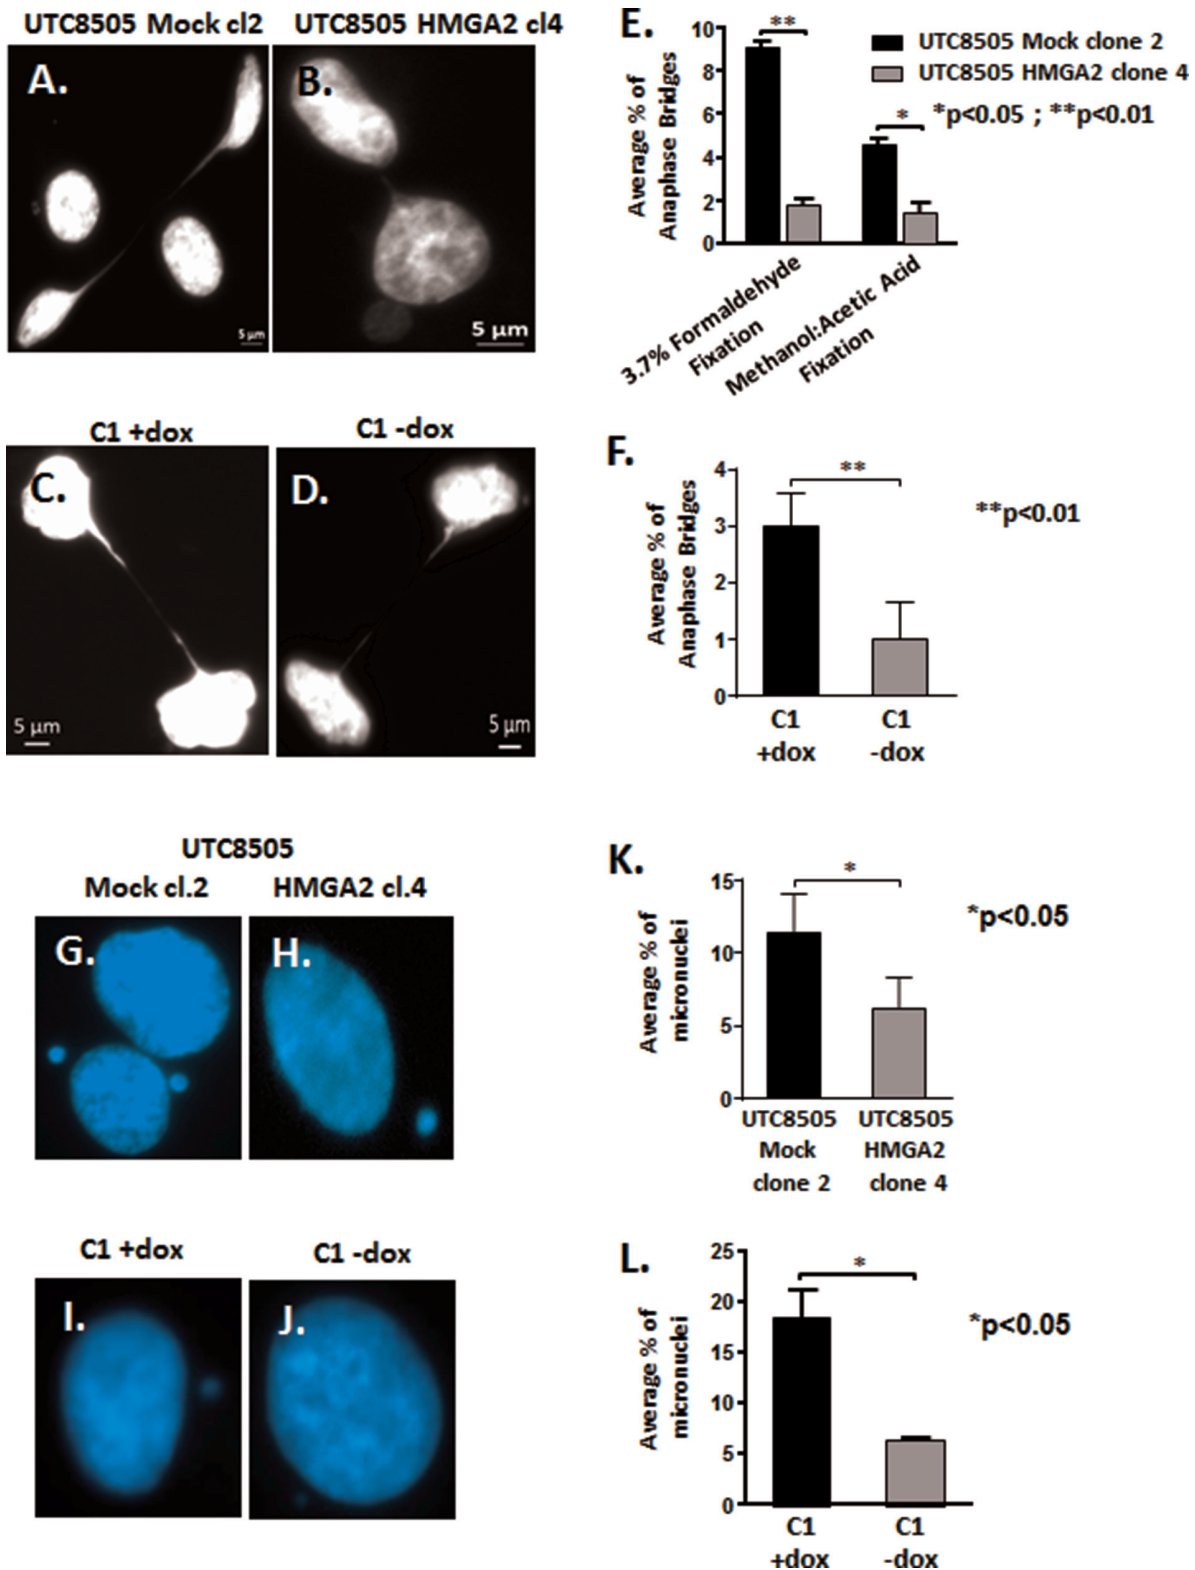 UTC8505 Mock cl2
UTC8505 HMGA2 cl4
A.
5 µm
B.
5 µm
E.
Average % of
Anaphase Bridges
10
8
6
4
2
0
**
*
UTC8505 Mock clone 2
UTC8505 HMGA2 clone 4
*p<0.05 ; **p<0.01
3.7% Formaldehyde
Fixation
Methanol:Acetic Acid
Fixation
C1 +dox
C1 -dox
C.
5 µm
D.
5 µm
F.
Average % of
Anaphase Bridges
4
3
2
1
0
**
**p<0.01
C1
+dox
C1
-dox
UTC8505
Mock cl.2
HMGA2 cl.4
G.
H.
K.
Average % of
micronuclei
15
10
5
0
*
*p<0.05
UTC8505
Mock
clone 2
UTC8505
HMGA2
clone 4
C1 +dox
C1 -dox
I.
J.
L.
Average % of
micronuclei
25
20
15
10
5
0
*
*p<0.05
C1
+dox
C1
-dox